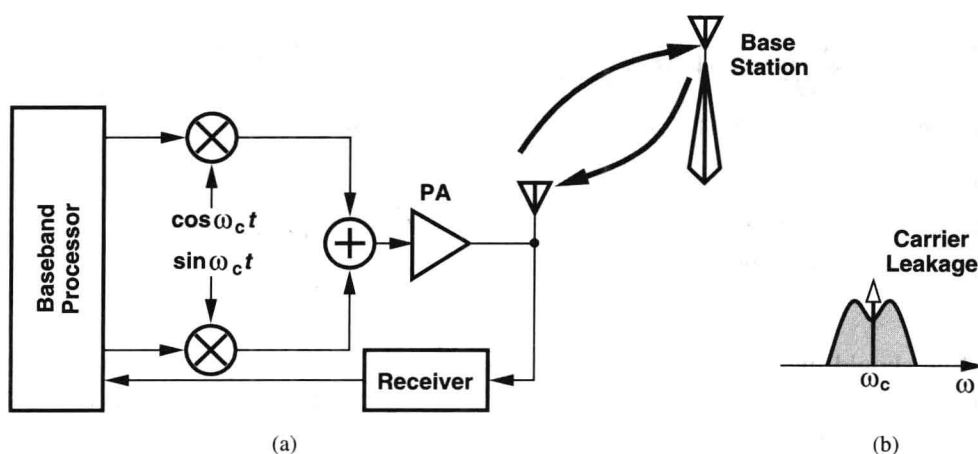 Base
Station
PA
Baseband
Processor
cos ω_c t
sin ω_c t
Carrier
Leakage
Receiver
ω_c
ω
(a)
(b)